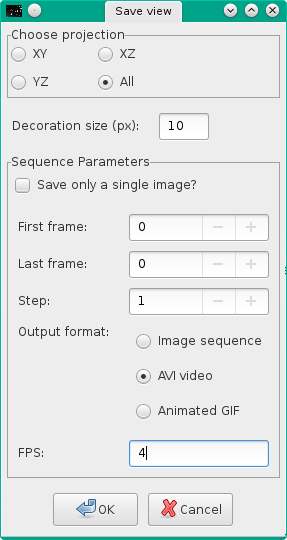 Save view
Choose projection
XY XZ
YZ All
Decoration size (px): 10
Sequence Parameters
Save only a single image?
First frame: 0
Last frame: 0
Step: 1
Output format:
Image sequence
AVI video
Animated GIF
FPS: 4
OK Cancel